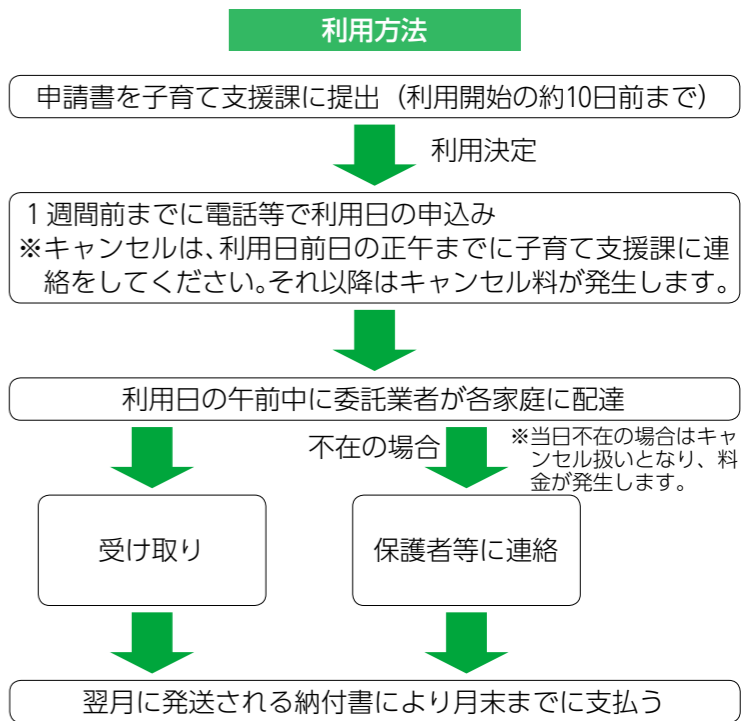 利用方法
申請書を子育て支援課に提出（利用開始の約10日前まで）
利用決定
１週間前までに電話等で利用日の申込み
※キャンセルは、利用日前日の正午までに子育て支援課に連
絡をしてください。それ以降はキャンセル料が発生します。
利用日の午前中に委託業者が各家庭に配達
不在の場合
※当日不在の場合はキャ
ンセル扱いとなり、料
金が発生します。
受け取り
保護者等に連絡
翌月に発送される納付書により月末までに支払う